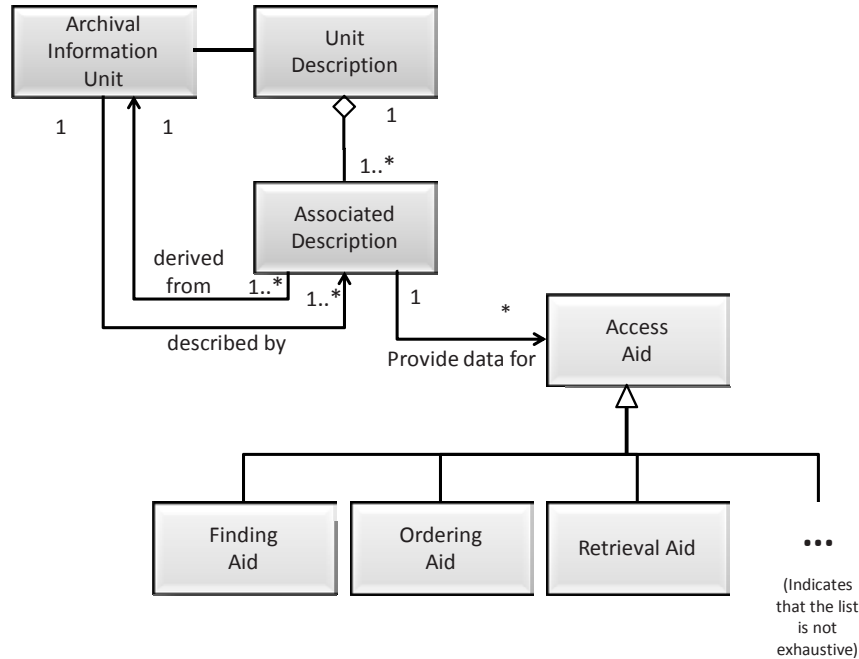 Archival
Information
Unit
Unit
Description
1
1
1
1..*
Associated
Description
derived
from
1..*
1..*
1
*
described by
Provide data for
Access
Aid
Finding
Aid
Ordering
Aid
Retrieval Aid
...
(Indicates
that the list
is not
exhaustive)